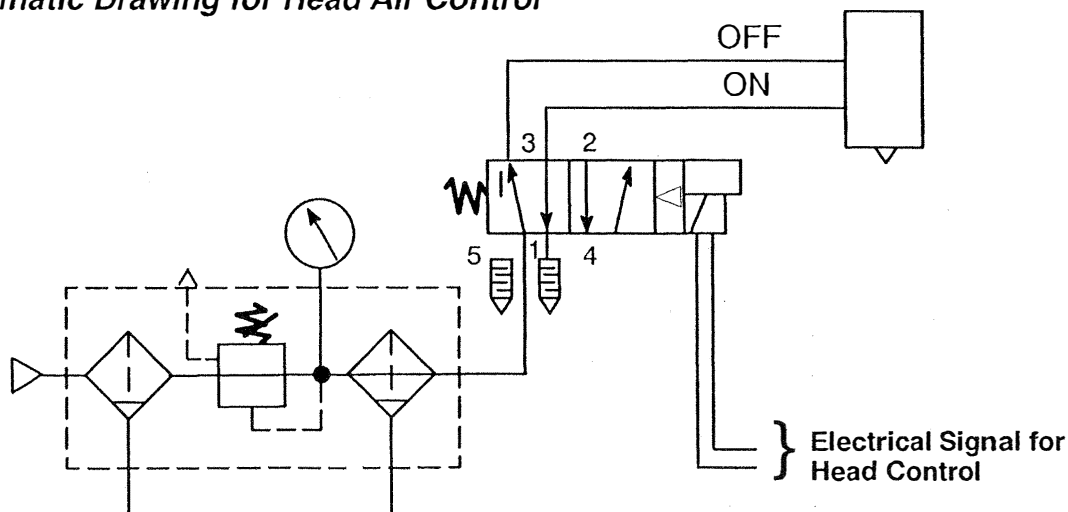 matic Drawing for Head Air Control
OFF
ON
3 2
5 1 4
Electrical Signal for
Head Control